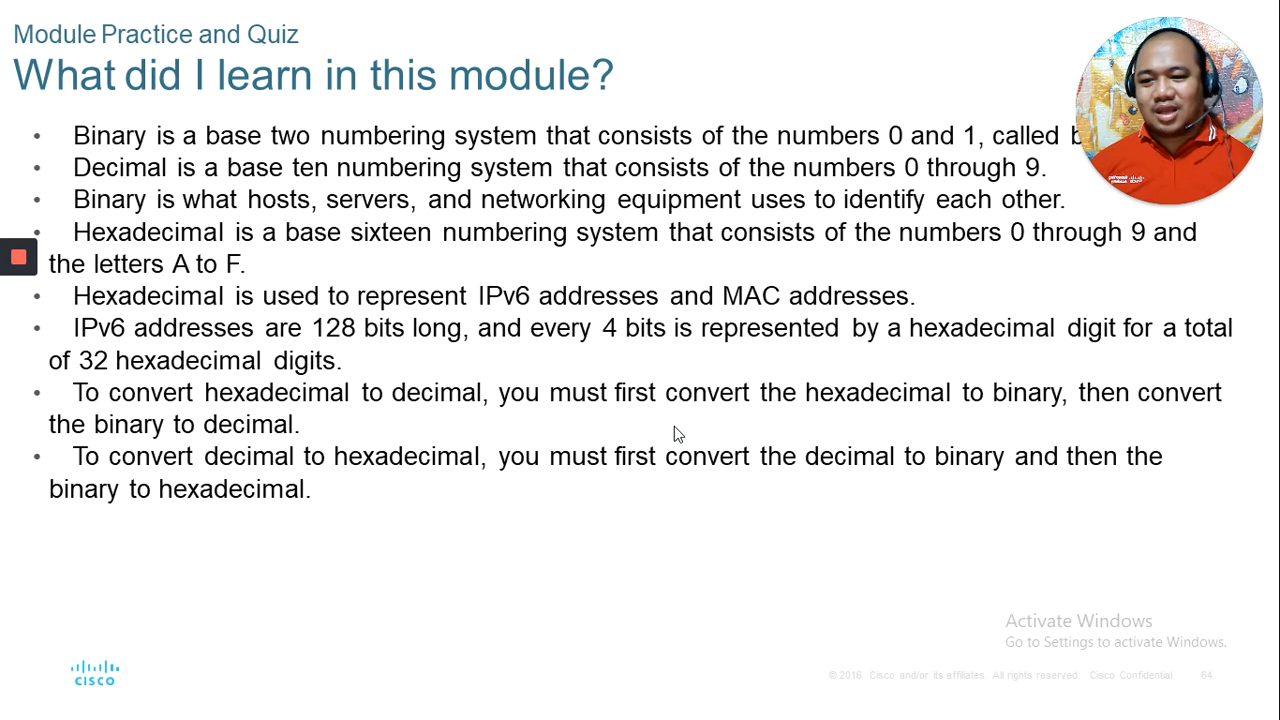 Module Practice and Quiz
What did I learn in this module?
• Binary is a base two numbering system that consists of the numbers 0 and 1, called
• Decimal is a base ten numbering system that consists of the numbers 0 through 9.
• Binary is what hosts, servers, and networking equipment uses to identify each other.
• Hexadecimal is a base sixteen numbering system that consists of the numbers 0 through 9 and
the letters A to F.
• Hexadecimal is used to represent IPv6 addresses and MAC addresses.
• IPv6 addresses are 128 bits long, and every 4 bits is represented by a hexadecimal digit for a total
of 32 hexadecimal digits.
• To convert hexadecimal to decimal, you must first convert the hexadecimal to binary, then convert
the binary to decimal.
• To convert decimal to hexadecimal, you must first convert the decimal to binary and then the
binary to hexadecimal.
Activate Windows
Go to Settings to activate Windows.
CISCO
© 2016 Cisco and/or its affiliates. All rights reserved. Cisco Confidential 64